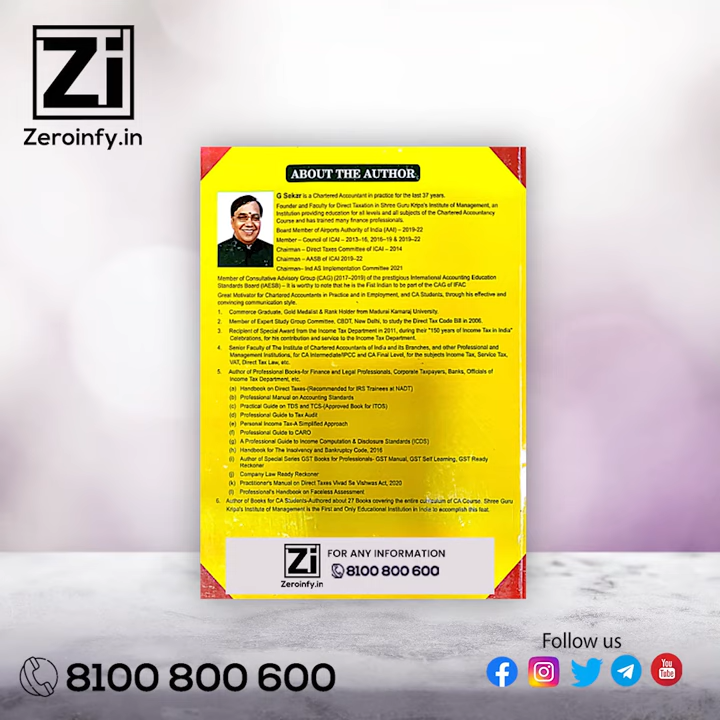 Zi
Zeroinfy.in
ABOUT THE AUTHOR
G Sekar is a Chartered Accountant in practice for the last 37 years.
Founder and Faculty for Direct Taxation in Shree Guru Kripa's Institute of Management, an
Institution providing education for all levels and all subjects of the Chartered Accountancy
Course and has trained many finance professionals.
Board Member of Airports Authority of India (AAI) – 2019-22
Member – Council of ICAI – 2013-16, 2016-19 & 2019-22
Chairman – Direct Taxes Committee of ICAI – 2014
Chairman – AASB of ICAI 2019-22
Chairman- Ind AS Implementation Committee 2021
Member of Consultative Advisory Group (CAG) (2017–2019) of the prestigious International Accounting Education
Standards Board (IAESB) – It is worthy to note that he is the Fist Indian to be part of the CAG of IFAC
Great Motivator for Chartered Accountants in Practice and in Employment, and CA Students, through his effective and
convincing communication style.
1. Commerce Graduate, Gold Medalist & Rank Holder from Madurai Kamaraj University.
2. Member of Expert Study Group Committee, CBDT, New Delhi, to study the Direct Tax Code Bill in 2006.
3. Recipient of Special Award from the Income Tax Department in 2011, during their "150 years of Income Tax in India"
Celebrations, for his contribution and service to the Income Tax Department.
4. Senior Faculty of The Institute of Chartered Accountants of India and its Branches, and other Professional and
Management Institutions, for CA Intermediate/IPCC and CA Final Level, for the subjects Income Tax, Service Tax,
VAT, Direct Tax Law, etc.
5. Author of Professional Books-for Finance and Legal Professionals, Corporate Taxpayers, Banks, Officials of
Income Tax Department, etc.
(a) Handbook on Direct Taxes-(Recommended for IRS Trainees at NADT)
(b) Professional Manual on Accounting Standards
(c) Practical Guide on TDS and TCS-(Approved Book for ITOS)
(d) Professional Guide to Tax Audit
(e) Personal Income Tax-A Simplified Approach
(f) Professional Guide to CARO
(g) A Professional Guide to Income Computation & Disclosure Standards (ICDS)
(h) Handbook for The Insolvency and Bankruptcy Code, 2016
(i) Author of Special Series GST Books for Professionals- GST Manual, GST Self Learning, GST Ready
Reckoner
(j) Company Law Ready Reckoner
(k) Practitioner's Manual on Direct Taxes Vivad Se Vishwas Act, 2020
(l) Professional's Handbook on Faceless Assessment
6. Author of Books for CA Students-Authored about 27 Books covering the entire curriculum of CA Course. Shree Guru
Kripa's Institute of Management is the First and Only Educational Institution in India to accomplish this feat.
Zi
Zeroinfy.in
FOR ANY INFORMATION
8100 800 600
8100 800 600
Follow us
You
Tube